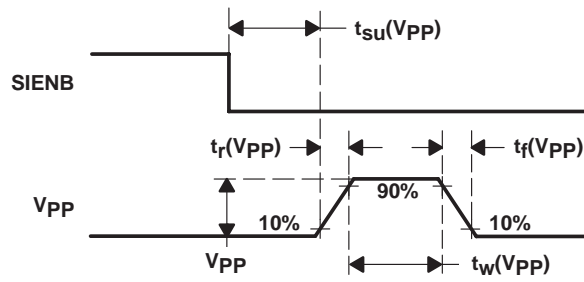 tsu(VPP)
SIENB
tr(VPP)
tf(VPP)
VPP
10%
90%
10%
VPP
tw(VPP)